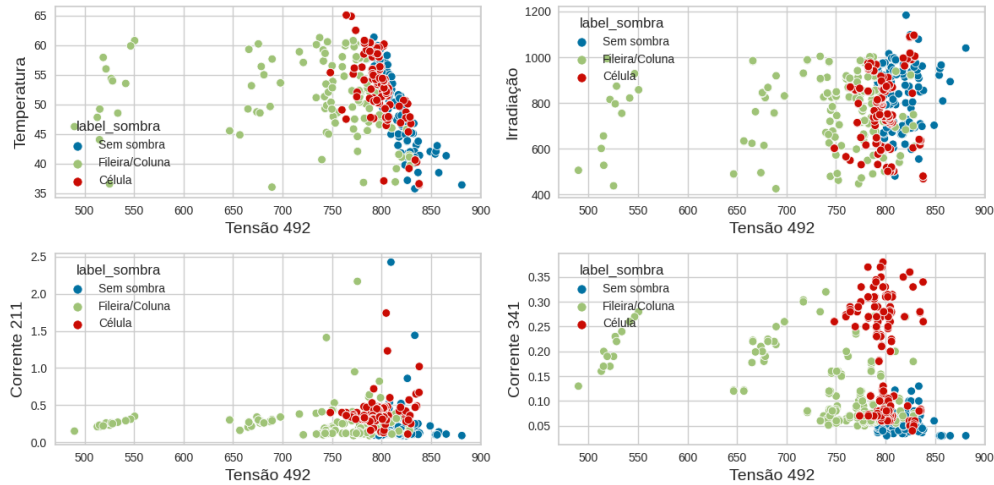 label_sombra
Sem sombra
Fileira/Coluna
Célula
Temperatura
65
60
55
50
45
40
35
500 550 600 650 700 750 800 850 900
Tensão 492
label_sombra
Sem sombra
Fileira/Coluna
Célula
Irradiação
1200
1000
800
600
400
500 550 600 650 700 750 800 850 900
Tensão 492
label_sombra
Sem sombra
Fileira/Coluna
Célula
Corrente 211
2.5
2.0
1.5
1.0
0.5
0.0
500 550 600 650 700 750 800 850 900
Tensão 492
label_sombra
Sem sombra
Fileira/Coluna
Célula
Corrente 341
0.35
0.30
0.25
0.20
0.15
0.10
0.05
500 550 600 650 700 750 800 850 900
Tensão 492